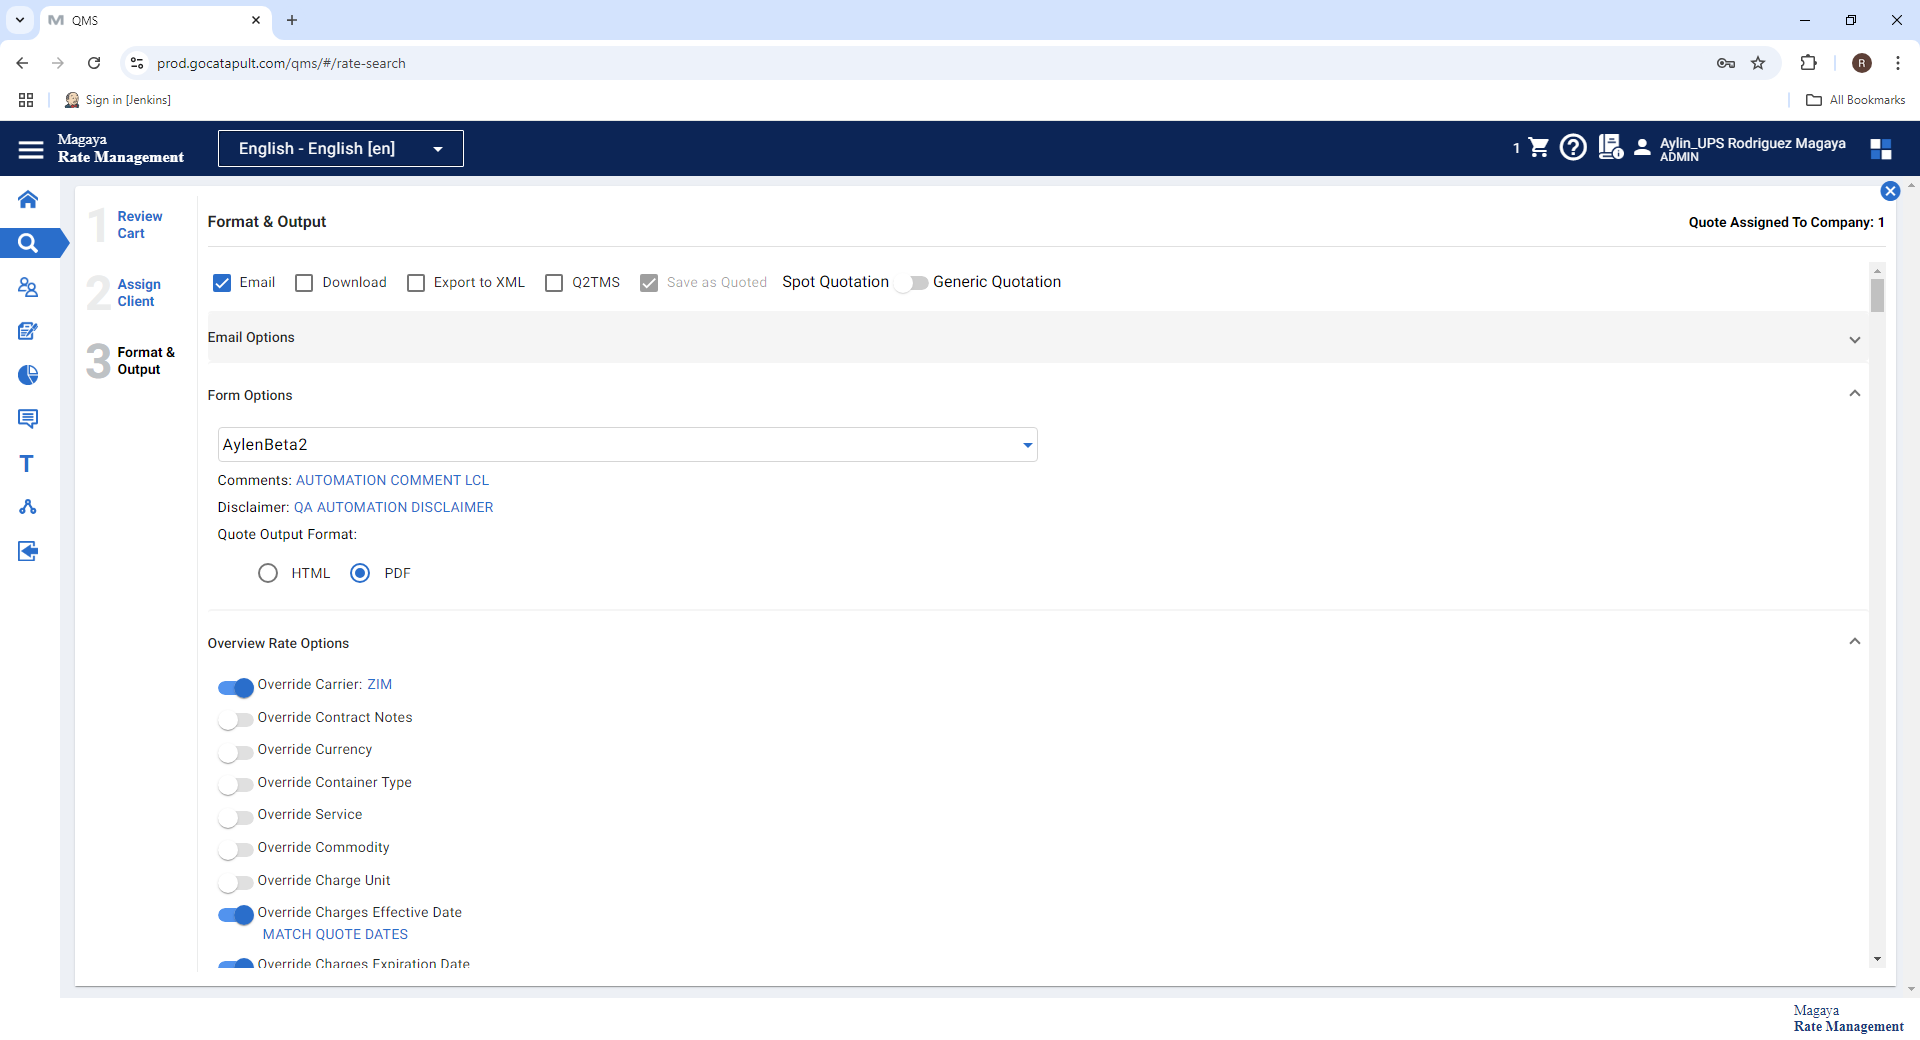 QMS
prod.gocatapult.com/qms/#/rate-search
R
Sign in [Jenkins]
All Bookmarks
Magaya
Rate Management
English - English [en]
1
Aylin_UPS Rodriguez Magaya
ADMIN
1 Review Cart
2 Assign Client
3 Format & Output
Format & Output
Quote Assigned To Company: 1
Email
Download
Export to XML
Q2TMS
Save as Quoted
Spot Quotation
Generic Quotation
Email Options
Form Options
AylenBeta2
Comments: AUTOMATION COMMENT LCL
Disclaimer: QA AUTOMATION DISCLAIMER
Quote Output Format:
HTML
PDF
Overview Rate Options
Override Carrier: ZIM
Override Contract Notes
Override Currency
Override Container Type
Override Service
Override Commodity
Override Charge Unit
Override Charges Effective Date
MATCH QUOTE DATES
Override Charges Expiration Date
Magaya
Rate Management